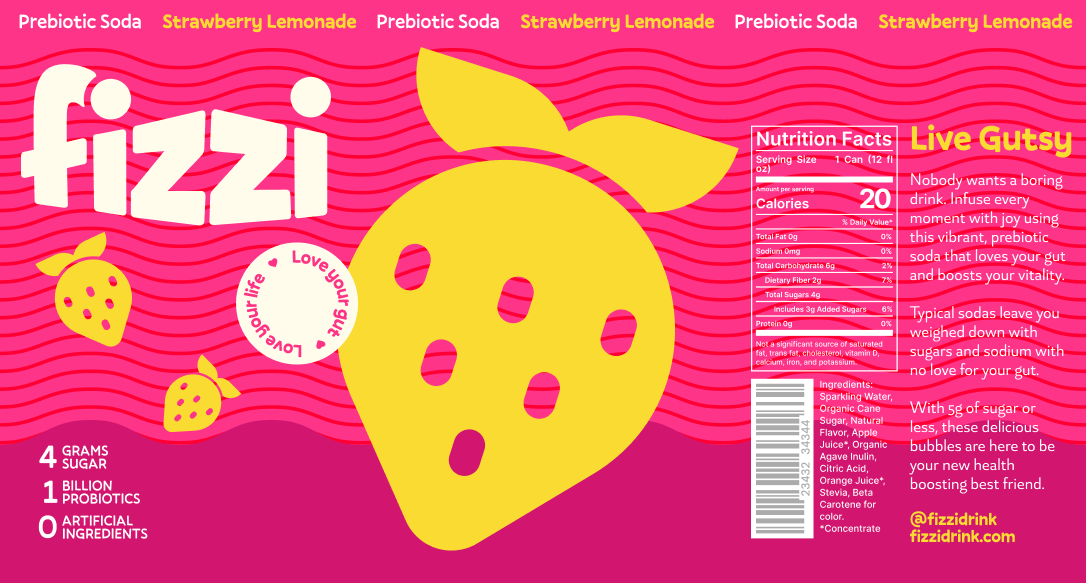 Prebiotic Soda Strawberry Lemonade Prebiotic Soda Strawberry Lemonade Prebiotic Soda Strawberry Lemonade
fizzi
Love your gut ♥ Love your life ♥
4 GRAMS
SUGAR
1 BILLION
PROBIOTICS
0 ARTIFICIAL
INGREDIENTS
Nutrition Facts
Serving Size 1 Can (12 fl
oz)
Amount per serving
Calories 20
% Daily Value*
Total Fat 0g 0%
Sodium 0mg 0%
Total Carbohydrate 6g 2%
Dietary Fiber 2g 7%
Total Sugars 4g
Includes 3g Added Sugars 6%
Protein 0g 0%
Not a significant source of saturated
fat, trans fat, cholesterol, vitamin D,
calcium, iron, and potassium.
23432 34344
Ingredients:
Sparkling Water,
Organic Cane
Sugar, Natural
Flavor, Apple
Juice*, Organic
Agave Inulin,
Citric Acid,
Orange Juice*,
Stevia, Beta
Carotene for
color.
*Concentrate
Live Gutsy
Nobody wants a boring
drink. Infuse every
moment with joy using
this vibrant, prebiotic
soda that loves your gut
and boosts your vitality.
Typical sodas leave you
weighed down with
sugars and sodium with
no love for your gut.
With 5g of sugar or
less, these delicious
bubbles are here to be
your new health
boosting best friend.
@fizzidrink
fizzidrink.com